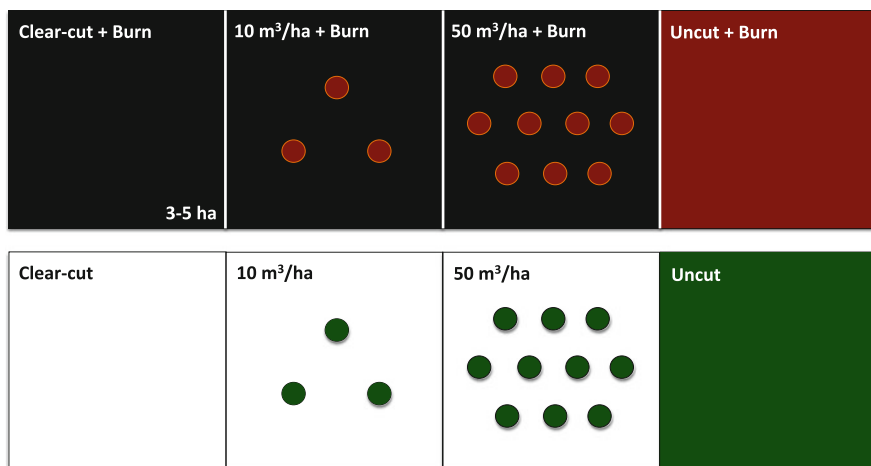 Clear-cut + Burn
10 m³/ha + Burn
50 m³/ha + Burn
Uncut + Burn
3-5 ha
Clear-cut
10 m³/ha
50 m³/ha
Uncut